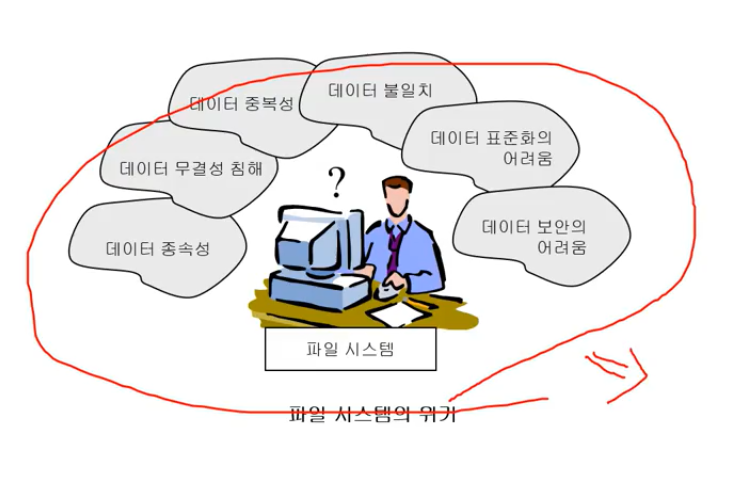 데이터 불일치
데이터 중복성
데이터 표준화의
어려움
데이터 무결성 침해
?
데이터 보안의
어려움
데이터 종속성
파일 시스템
파일 시스템의 위기